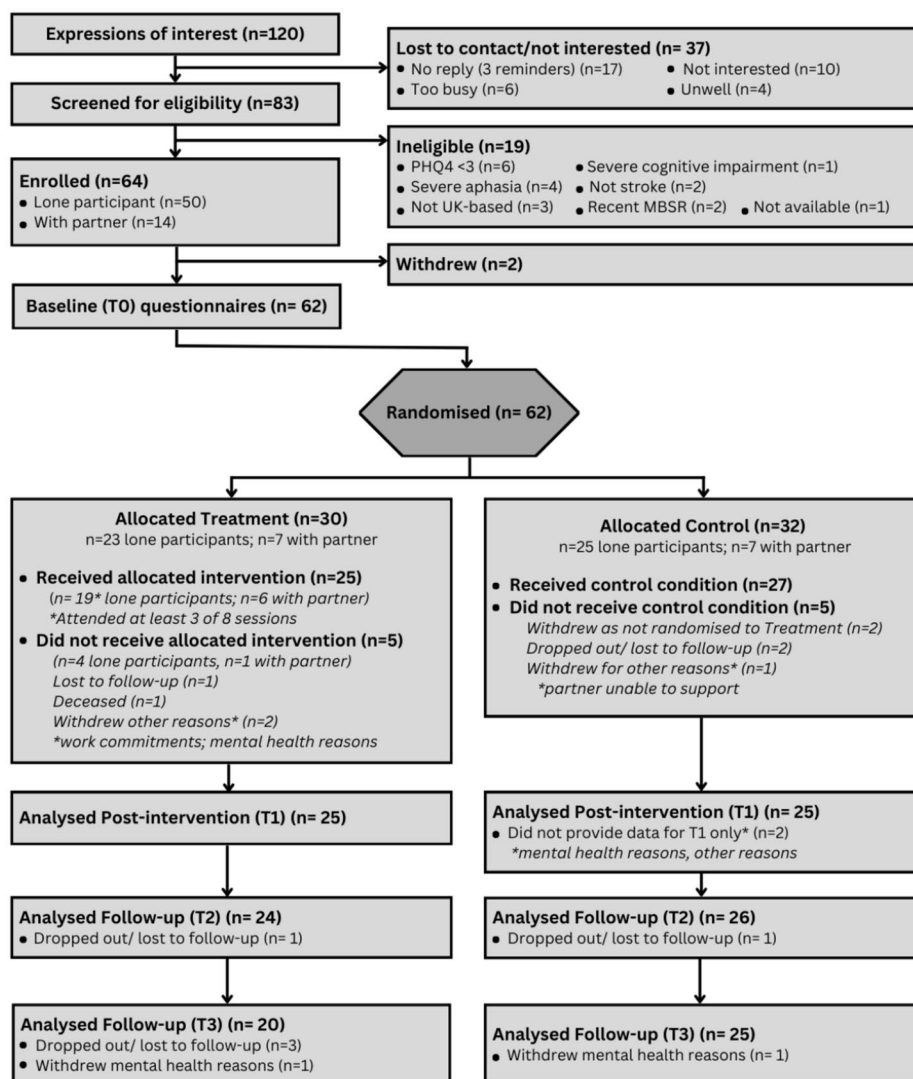 Expressions of interest (n=120)
Lost to contact/not interested (n= 37)
• No reply (3 reminders) (n=17) • Not interested (n=10)
• Too busy (n=6) • Unwell (n=4)
Screened for eligibility (n=83)
Ineligible (n=19)
• PHQ4 <3 (n=6) • Severe cognitive impairment (n=1)
• Severe aphasia (n=4) • Not stroke (n=2)
• Not UK-based (n=3) • Recent MBSR (n=2) • Not available (n=1)
Enrolled (n=64)
• Lone participant (n=50)
• With partner (n=14)
Withdrew (n=2)
Baseline (T0) questionnaires (n= 62)
Randomised (n= 62)
Allocated Treatment (n=30)
n=23 lone participants; n=7 with partner
• Received allocated intervention (n=25)
(n= 19* lone participants; n=6 with partner)
*Attended at least 3 of 8 sessions
• Did not receive allocated intervention (n=5)
(n=4 lone participants, n=1 with partner)
Lost to follow-up (n=1)
Deceased (n=1)
Withdrew other reasons* (n=2)
*work commitments; mental health reasons
Allocated Control (n=32)
n=25 lone participants; n=7 with partner
• Received control condition (n=27)
• Did not receive control condition (n=5)
Withdrew as not randomised to Treatment (n=2)
Dropped out/ lost to follow-up (n=2)
Withdrew for other reasons* (n=1)
*partner unable to support
Analysed Post-intervention (T1) (n= 25)
Analysed Post-intervention (T1) (n= 25)
• Did not provide data for T1 only* (n=2)
*mental health reasons, other reasons
Analysed Follow-up (T2) (n= 24)
• Dropped out/ lost to follow-up (n= 1)
Analysed Follow-up (T2) (n= 26)
• Dropped out/ lost to follow-up (n= 1)
Analysed Follow-up (T3) (n= 20)
• Dropped out/ lost to follow-up (n=3)
• Withdrew mental health reasons (n=1)
Analysed Follow-up (T3) (n= 25)
• Withdrew mental health reasons (n= 1)